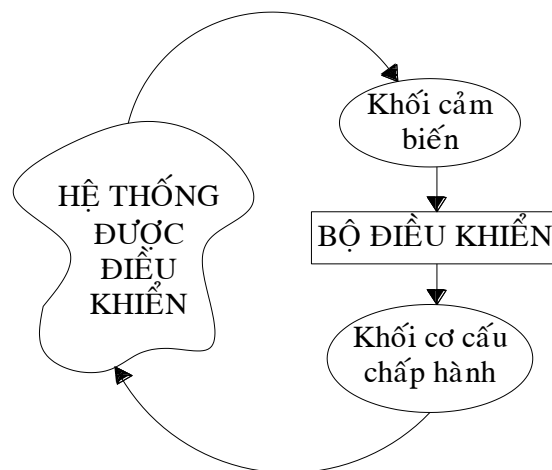 Khối cảm
biến
HỆ THỐNG
ĐƯỢC
ĐIỀU
KHIỂN
BỘ ĐIỀU KHIỂN
Khối cơ cấu
chấp hành